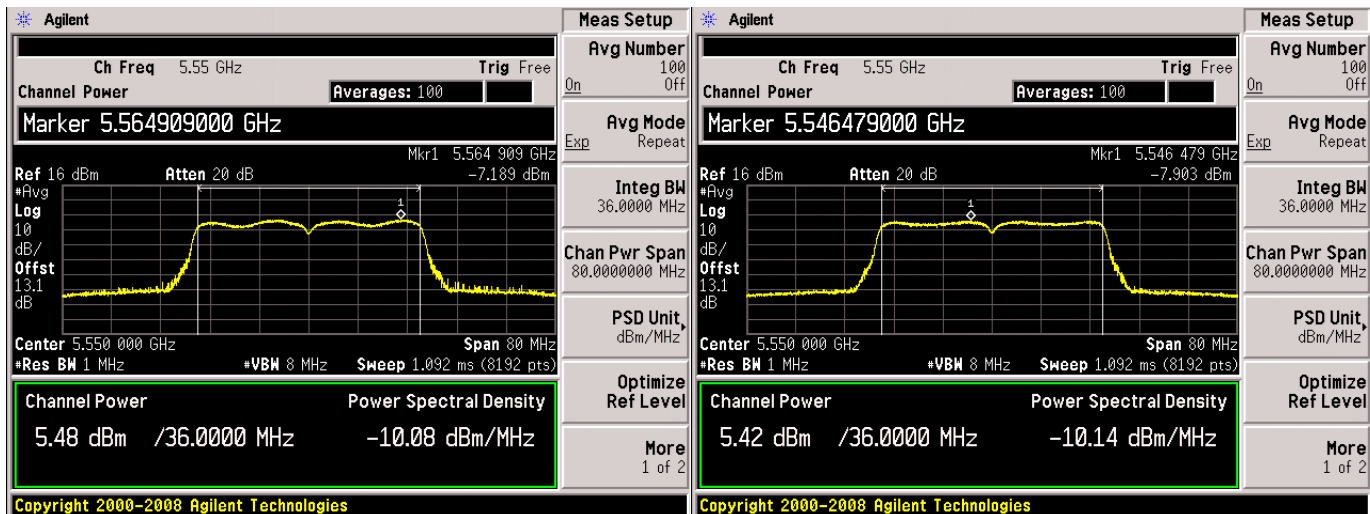 Agilent
Meas Setup
Ch Freq 5.55 GHz Trig Free
Channel Power Averages: 100
Marker 5.564909000 GHz
Mkr1 5.564 909 GHz
Ref 16 dBm Atten 20 dB -7.189 dBm
#Avg
Log
10
dB/
Offst
13.1
dB
1
Center 5.550 000 GHz Span 80 MHz
#Res BW 1 MHz #VBW 8 MHz Sweep 1.092 ms (8192 pts)
Channel Power Power Spectral Density
5.48 dBm /36.0000 MHz -10.08 dBm/MHz
Copyright 2000-2008 Agilent Technologies
Avg Number
100
On Off
Avg Mode
Exp Repeat
Integ BW
36.0000 MHz
Chan Pwr Span
80.0000000 MHz
PSD Unit
dBm/MHz
Optimize
Ref Level
More
1 of 2
Agilent
Meas Setup
Ch Freq 5.55 GHz Trig Free
Channel Power Averages: 100
Marker 5.546479000 GHz
Mkr1 5.546 479 GHz
Ref 16 dBm Atten 20 dB -7.903 dBm
#Avg
Log
10
dB/
Offst
13.1
dB
1
Center 5.550 000 GHz Span 80 MHz
#Res BW 1 MHz #VBW 8 MHz Sweep 1.092 ms (8192 pts)
Channel Power Power Spectral Density
5.42 dBm /36.0000 MHz -10.14 dBm/MHz
Copyright 2000-2008 Agilent Technologies
Avg Number
100
On Off
Avg Mode
Exp Repeat
Integ BW
36.0000 MHz
Chan Pwr Span
80.0000000 MHz
PSD Unit
dBm/MHz
Optimize
Ref Level
More
1 of 2